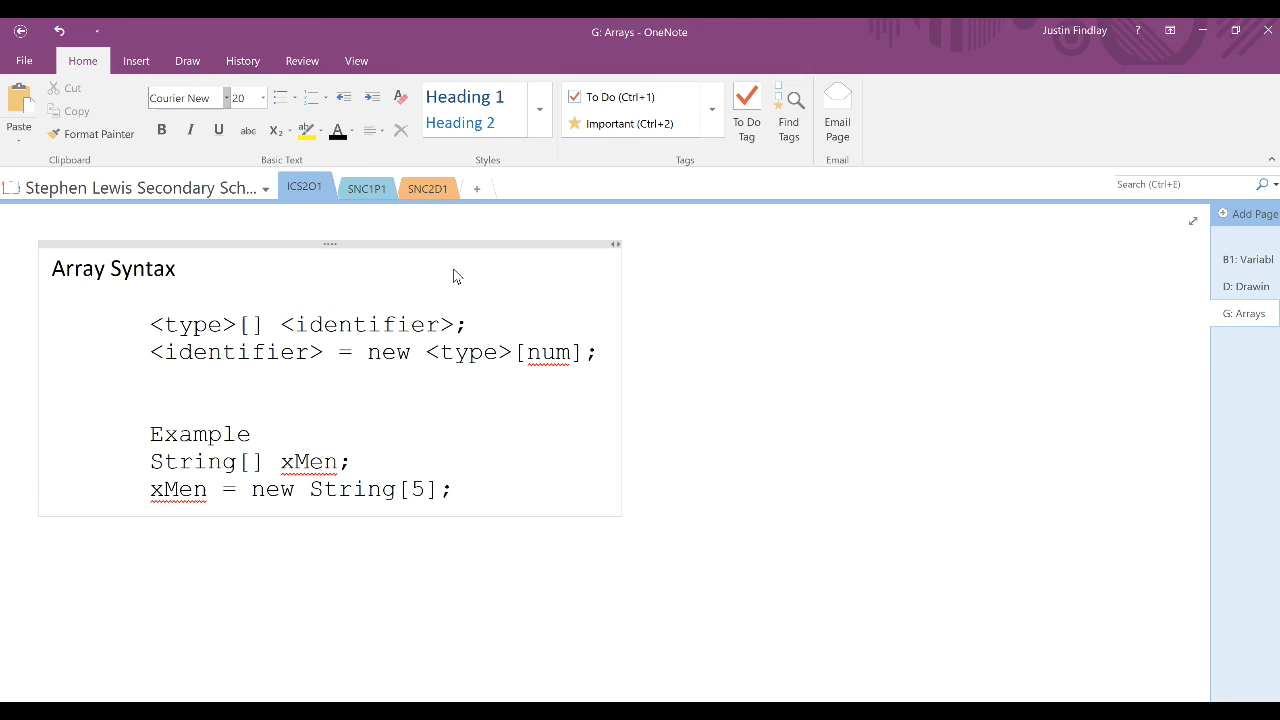 G: Arrays - OneNote
Justin Findlay
?
File
Home
Insert
Draw
History
Review
View
Paste
Cut
Copy
Format Painter
Clipboard
Courier New
20
B I U abc X₂ A
Basic Text
Heading 1
Heading 2
Styles
To Do (Ctrl+1)
Important (Ctrl+2)
Tags
To Do
Tag
Find
Tags
Email
Page
Email
Stephen Lewis Secondary Sch...
ICS2O1
SNC1P1
SNC2D1
+
Search (Ctrl+E)
Add Page
B1: Variabl
D: Drawin
G: Arrays
Array Syntax
<type>[] <identifier>;
<identifier> = new <type>[num];
Example
String[] xMen;
xMen = new String[5];